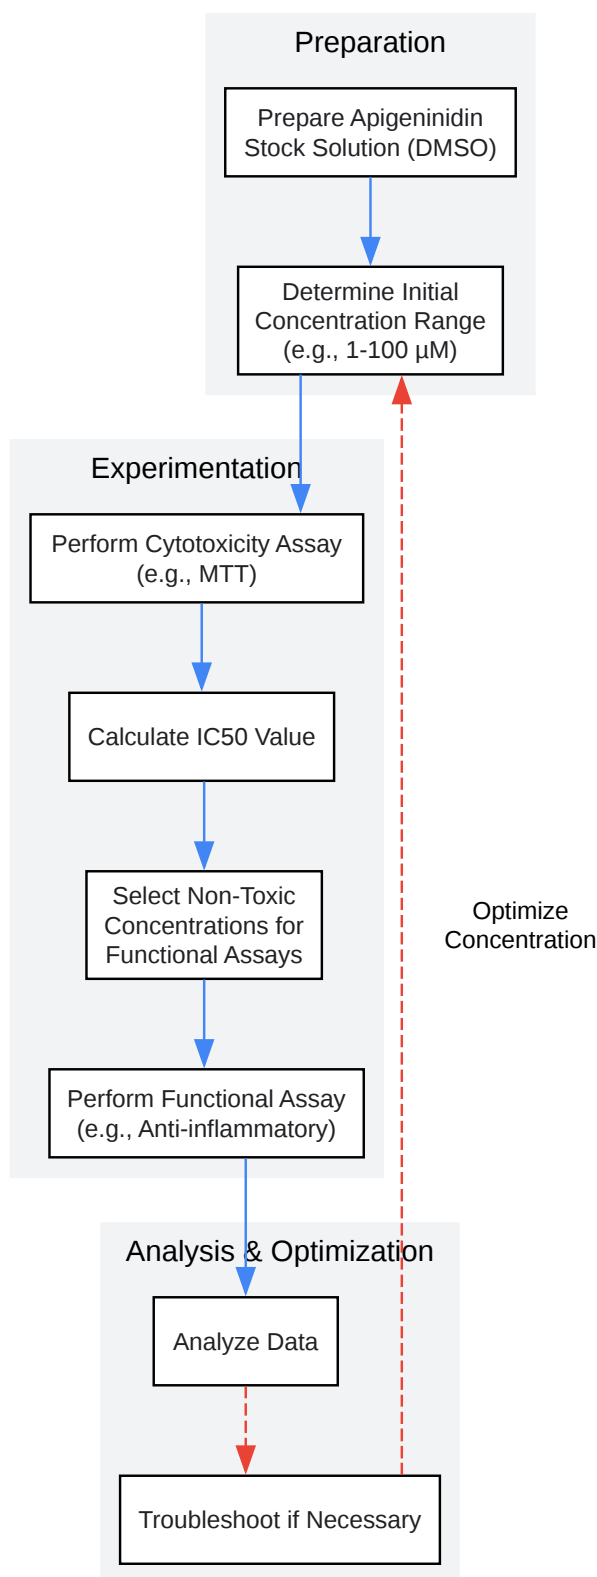 Preparation
Prepare Apigeninidin
Stock Solution (DMSO)
Determine Initial
Concentration Range
(e.g., 1-100 µM)
Experimentation
Perform Cytotoxicity Assay
(e.g., MTT)
Calculate IC50 Value
Select Non-Toxic
Concentrations for
Functional Assays
Optimize
Concentration
Perform Functional Assay
(e.g., Anti-inflammatory)
Analysis & Optimization
Analyze Data
Troubleshoot if Necessary